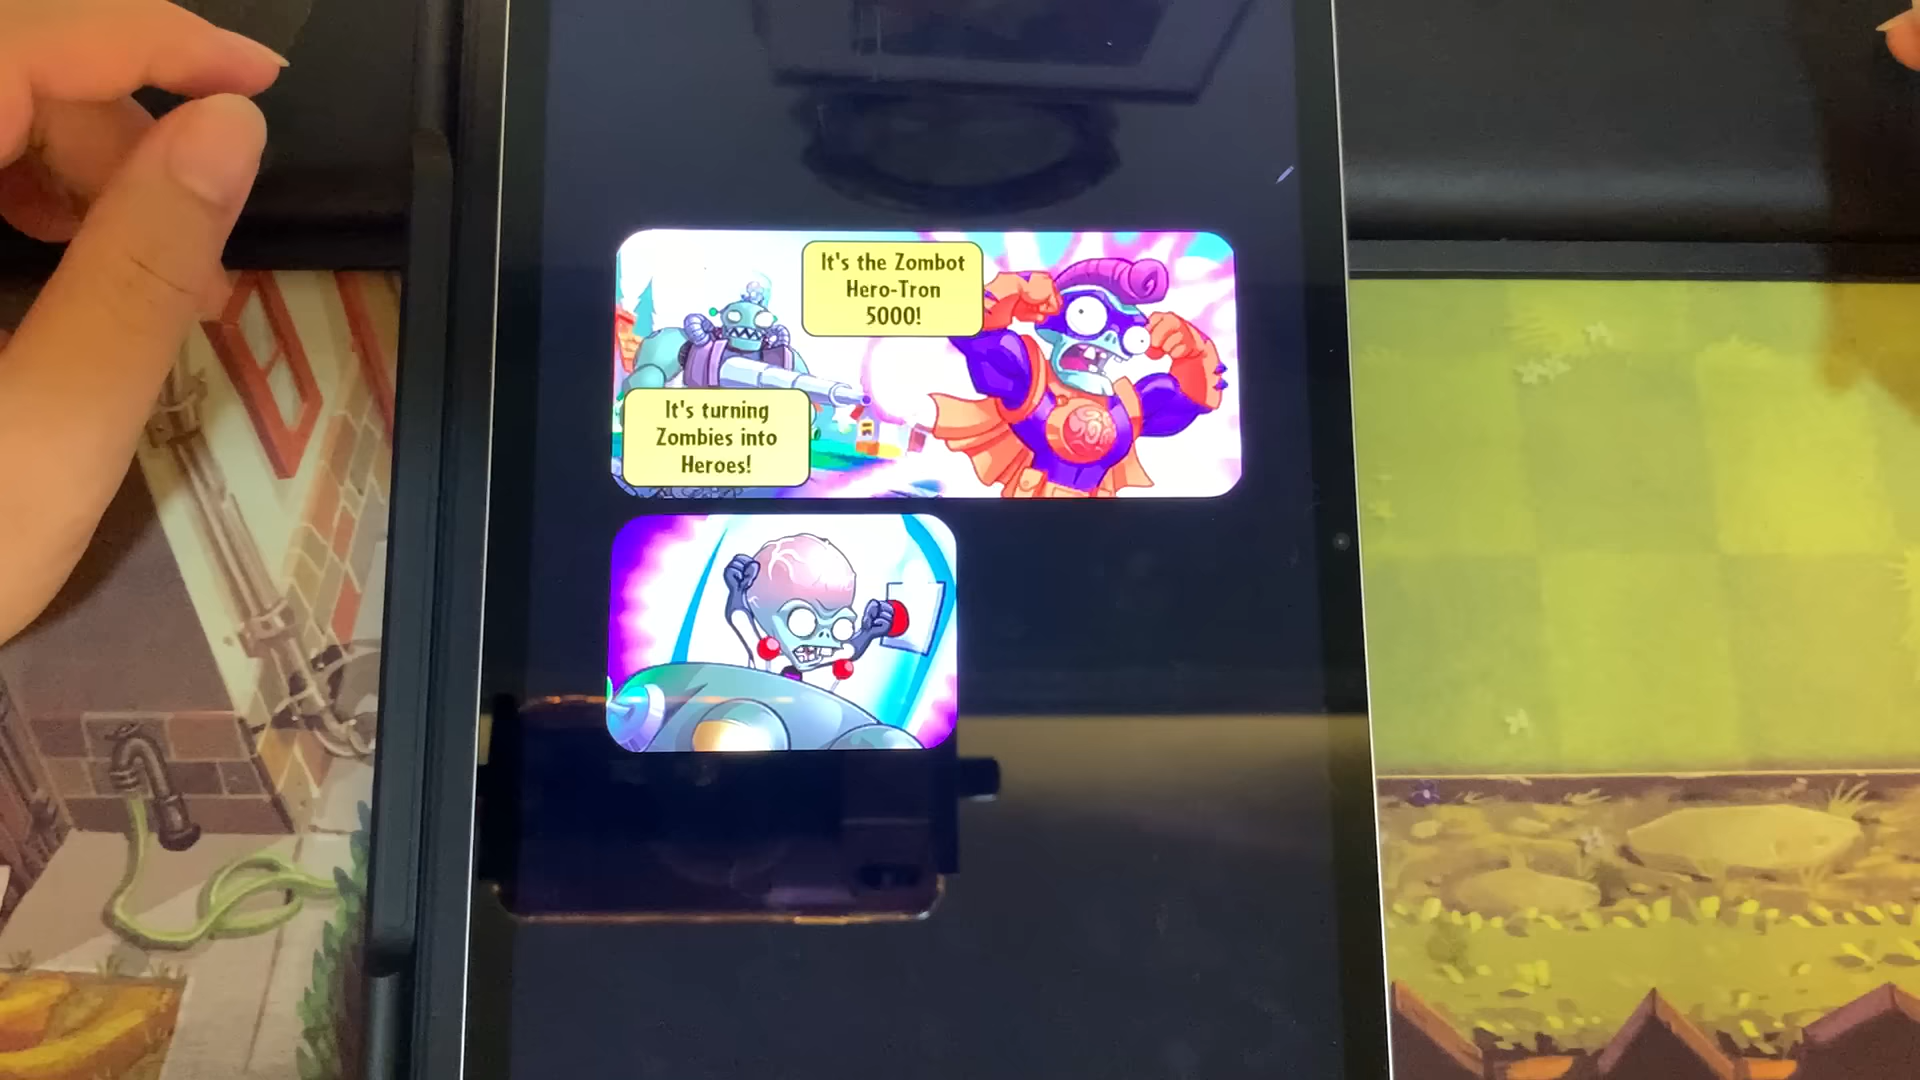 It's the Zombot
Hero-Tron
5000!
It's turning
Zombies into
Heroes!